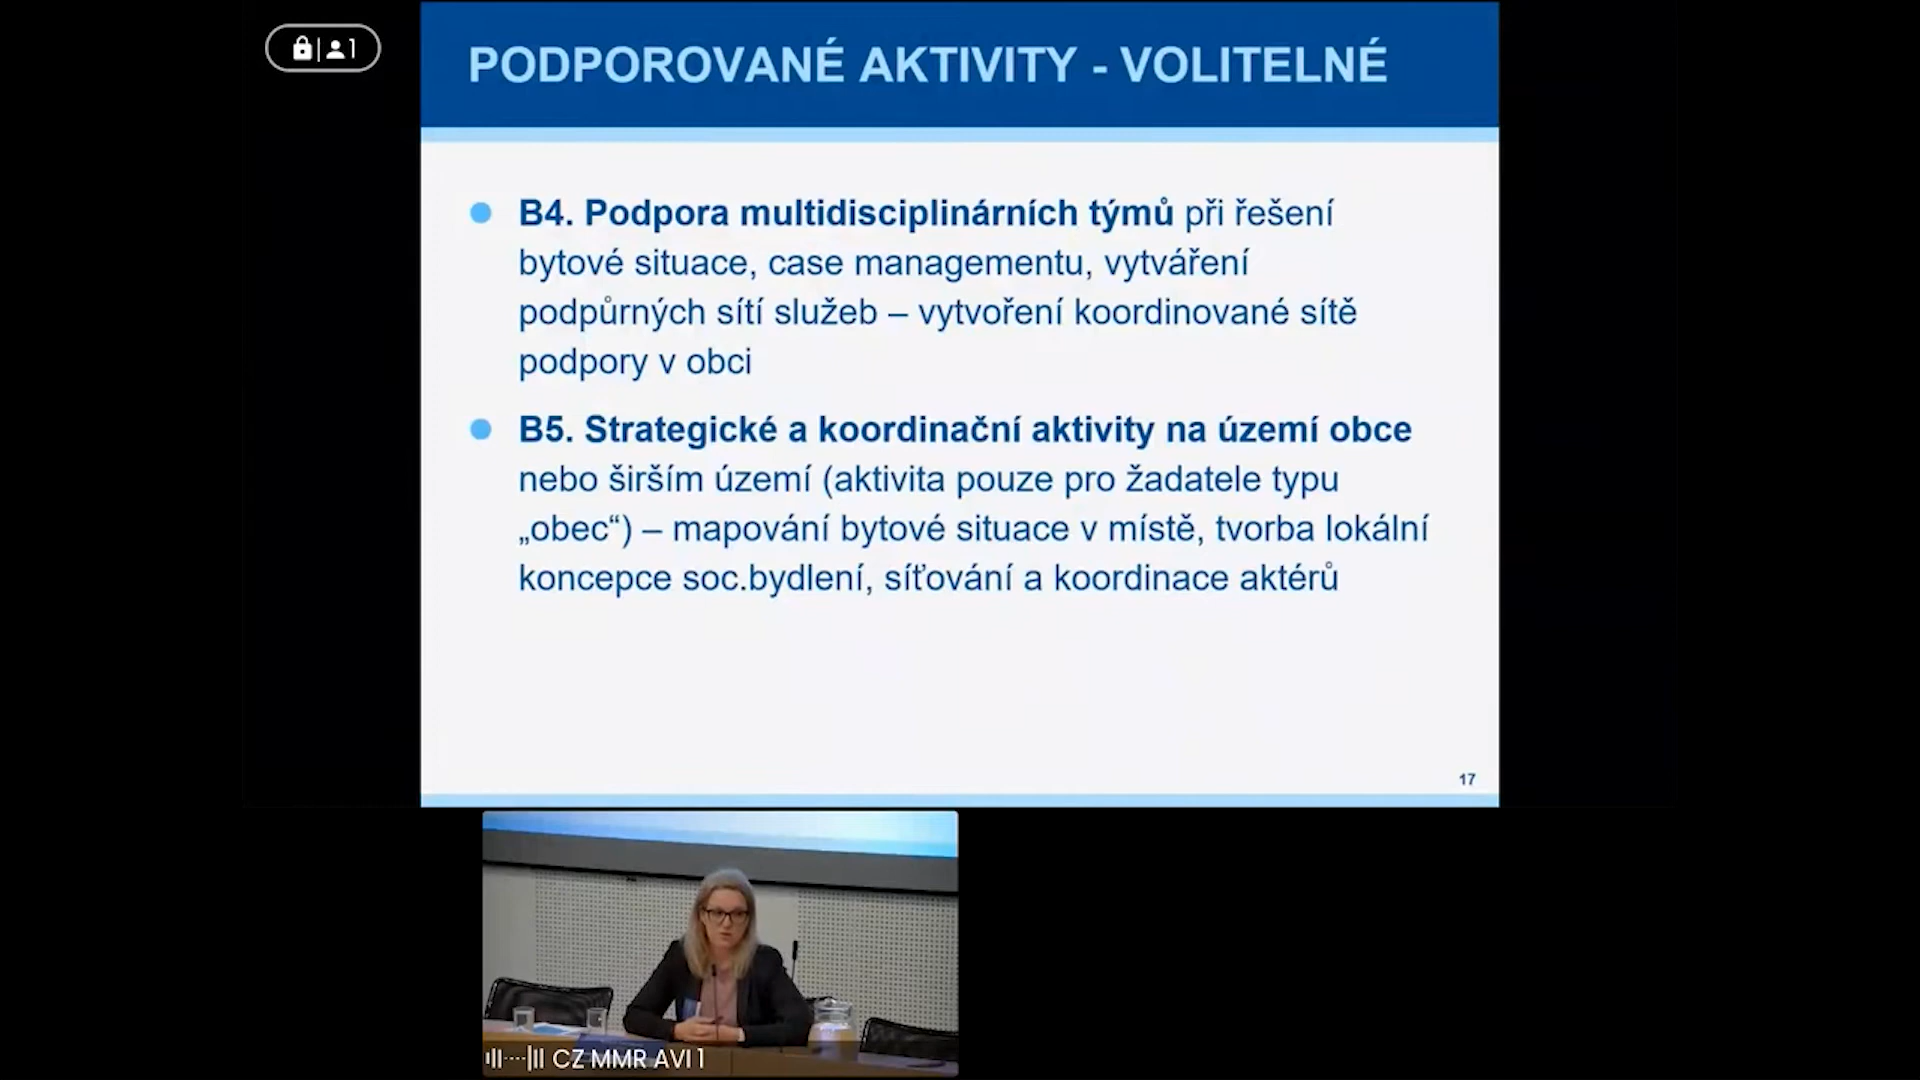 1
PODPOROVANÉ AKTIVITY - VOLITELNÉ
B4. Podpora multidisciplinárních týmů při řešení
bytové situace, case managementu, vytváření
podpůrných sítí služeb – vytvoření koordinované sítě
podpory v obci
B5. Strategické a koordinační aktivity na území obce
nebo širším území (aktivita pouze pro žadatele typu
„obec“) – mapování bytové situace v místě, tvorba lokální
koncepce soc.bydlení, síťování a koordinace aktérů
17
CZ MMR AVI 1